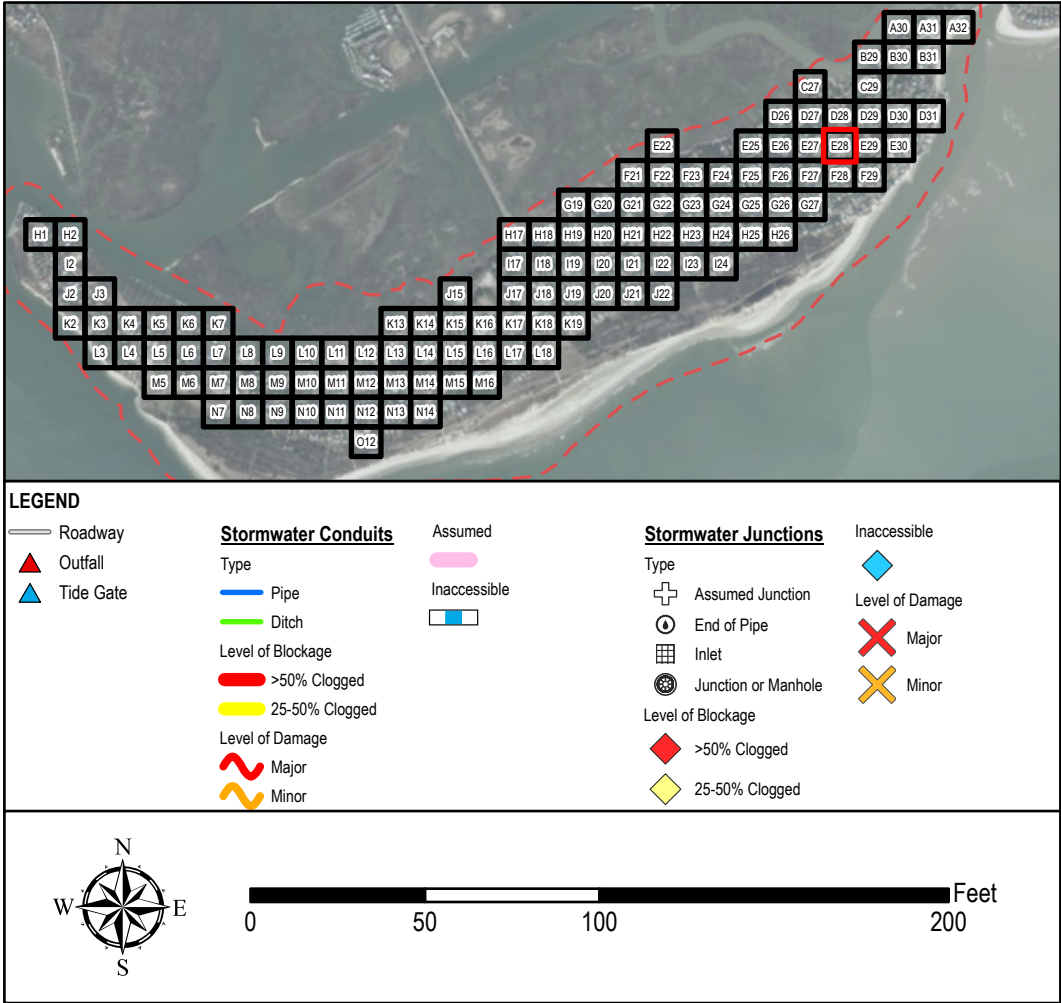 A30 A31 A32
B29 B30 B31
C27 C29
D26 D27 D28 D29 D30 D31
E22 E25 E26 E27 E28 E29 E30
F21 F22 F23 F24 F25 F26 F27 F28 F29
G19 G20 G21 G22 G23 G24 G25 G26 G27
H1 H2 H17 H18 H19 H20 H21 H22 H23 H24 H25 H26
I2 I17 I18 I19 I20 I21 I22 I23 I24
J2 J3 J15 J17 J18 J19 J20 J21 J22
K2 K3 K4 K5 K6 K7 K13 K14 K15 K16 K17 K18 K19
L3 L4 L5 L6 L7 L8 L9 L10 L11 L12 L13 L14 L15 L16 L17 L18
M5 M6 M7 M8 M9 M10 M11 M12 M13 M14 M15 M16
N7 N8 N9 N10 N11 N12 N13 N14
O12
LEGEND
Roadway
Outfall
Tide Gate
Stormwater Conduits
Type
Pipe
Ditch
Level of Blockage
>50% Clogged
25-50% Clogged
Level of Damage
Major
Minor
Assumed
Inaccessible
Stormwater Junctions
Type
Assumed Junction
End of Pipe
Inlet
Junction or Manhole
Level of Blockage
>50% Clogged
25-50% Clogged
Inaccessible
Level of Damage
Major
Minor
N
W E
S
Feet
0 50 100 200